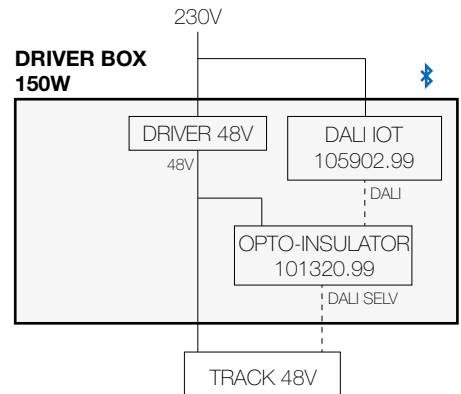 230V
DRIVER BOX
150W
DRIVER 48V
DALI IOT
105902.99
48V
DALI
OPTO-INSULATOR
101320.99
DALI SELV
TRACK 48V